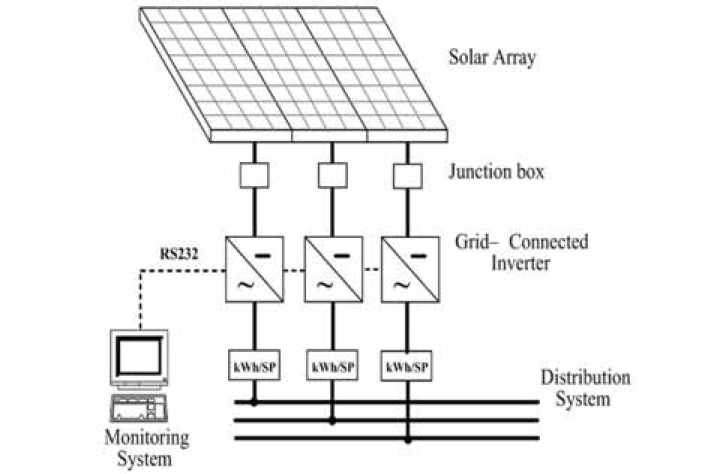 Solar Array
Junction box
Grid– Connected
Inverter
RS232
kWh/SP
kWh/SP
kWh/SP
Distribution
System
Monitoring
System